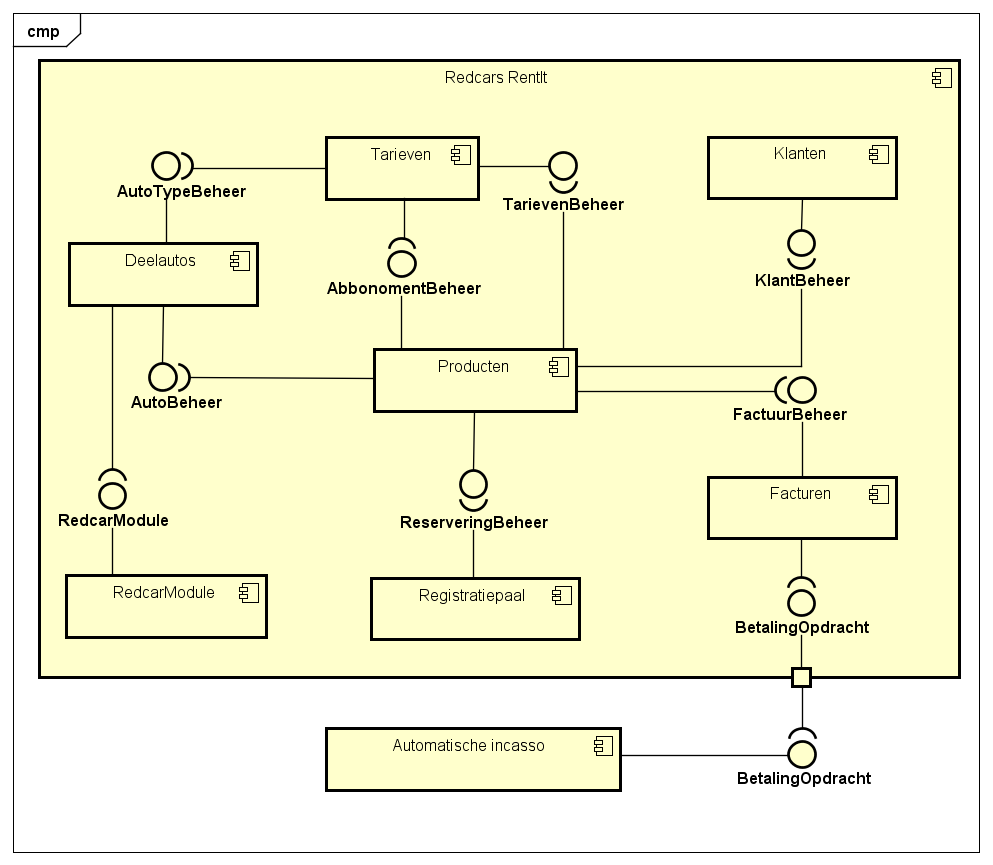 cmp
Redcars RentIt
Tarieven
Klanten
AutoTypeBeheer
TarievenBeheer
Deelautos
AbbonomentBeheer
KlantBeheer
Producten
AutoBeheer
FactuurBeheer
Facturen
RedcarModule
ReserveringBeheer
RedcarModule
Registratiepaal
BetalingOpdracht
Automatische incasso
BetalingOpdracht